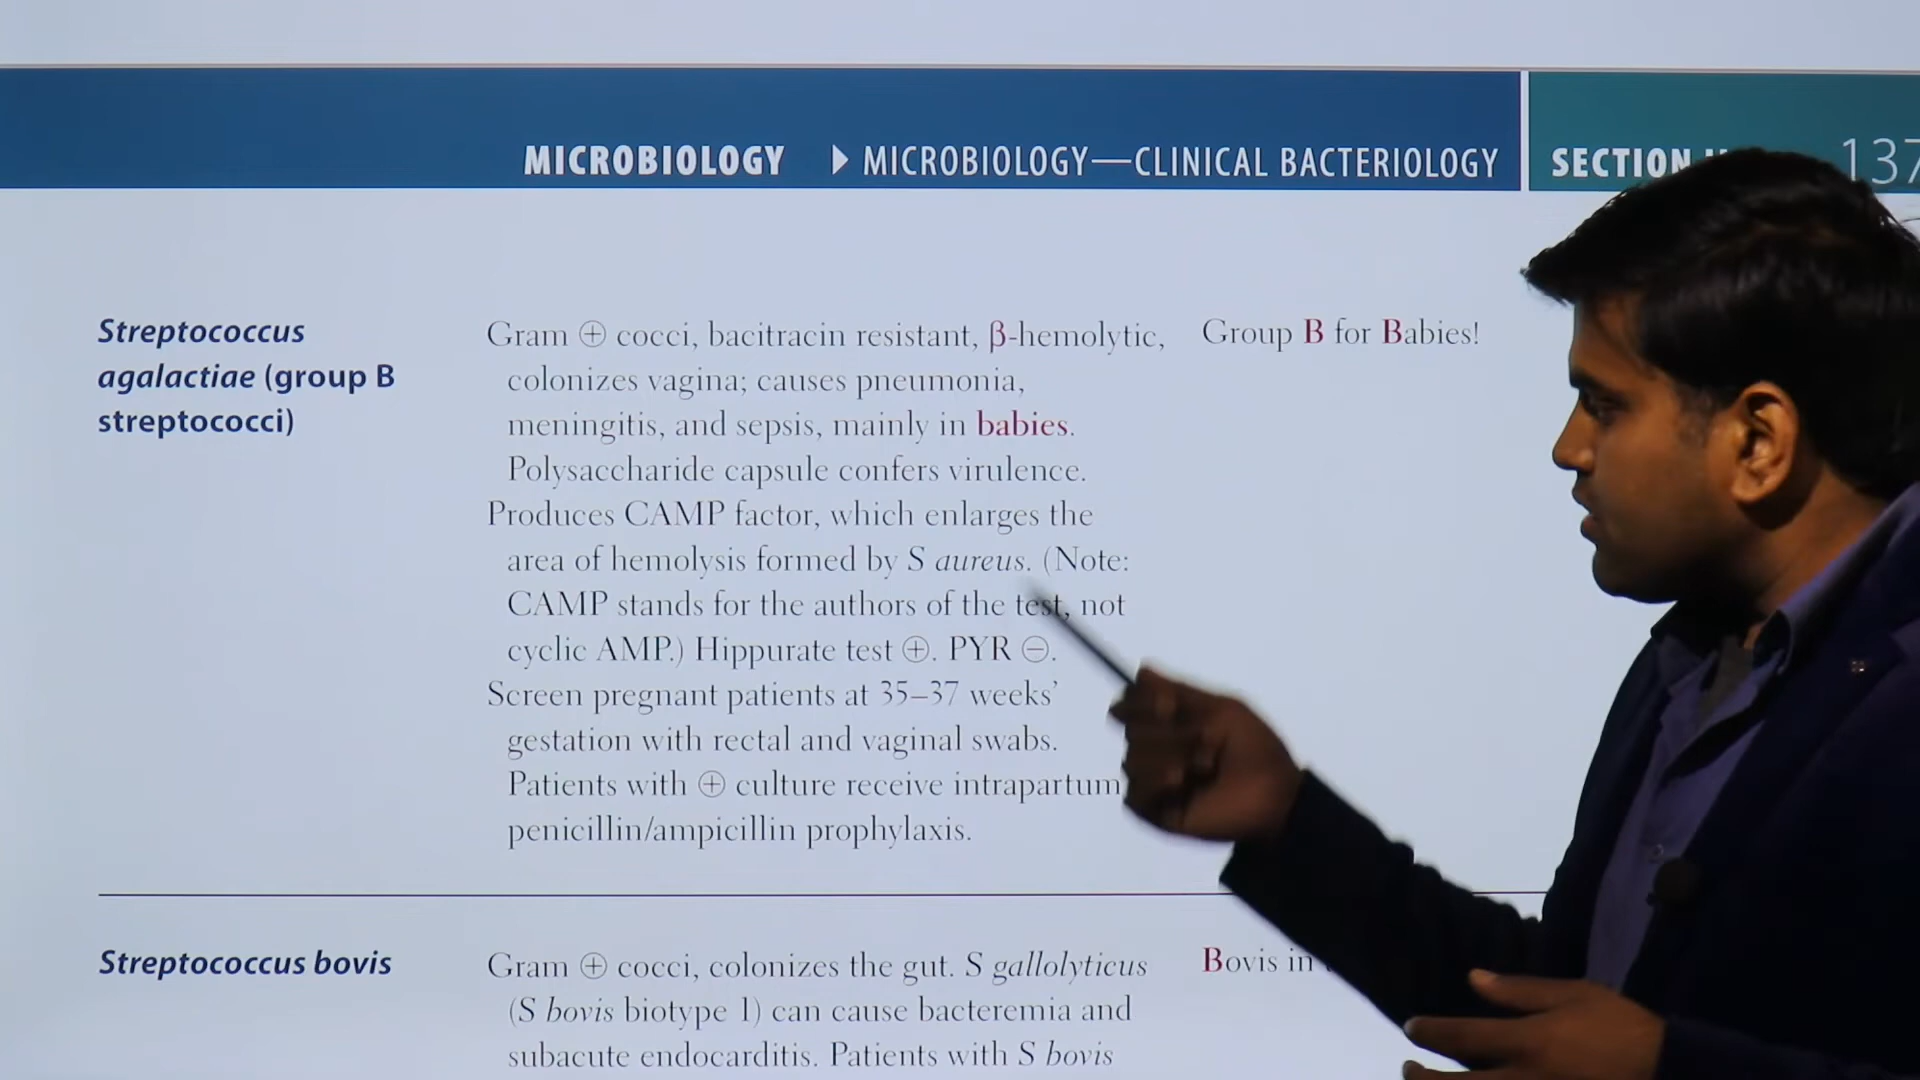 MICROBIOLOGY ▶ MICROBIOLOGY—CLINICAL BACTERIOLOGY SECTION 137
Streptococcus
agalactiae (group B
streptococci)
Gram ⊕ cocci, bacitracin resistant, β-hemolytic,
colonizes vagina; causes pneumonia,
meningitis, and sepsis, mainly in babies.
Polysaccharide capsule confers virulence.
Produces CAMP factor, which enlarges the
area of hemolysis formed by S aureus. (Note:
CAMP stands for the authors of the test, not
cyclic AMP.) Hippurate test ⊕. PYR ⊖.
Screen pregnant patients at 35–37 weeks’
gestation with rectal and vaginal swabs.
Patients with ⊕ culture receive intrapartum
penicillin/ampicillin prophylaxis.
Group B for Babies!
Streptococcus bovis
Gram ⊕ cocci, colonizes the gut. S gallolyticus
(S bovis biotype 1) can cause bacteremia and
subacute endocarditis. Patients with S bovis
Bovis in